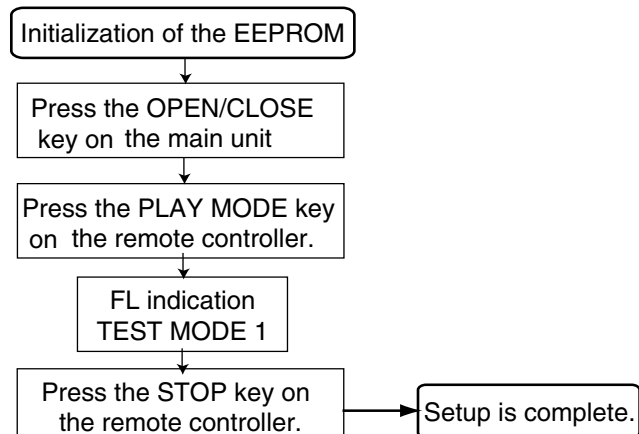 Initialization of the EEPROM
Press the OPEN/CLOSE
key on the main unit
Press the PLAY MODE key
on the remote controller.
FL indication
TEST MODE 1
Press the STOP key on
the remote controller.
Setup is complete.